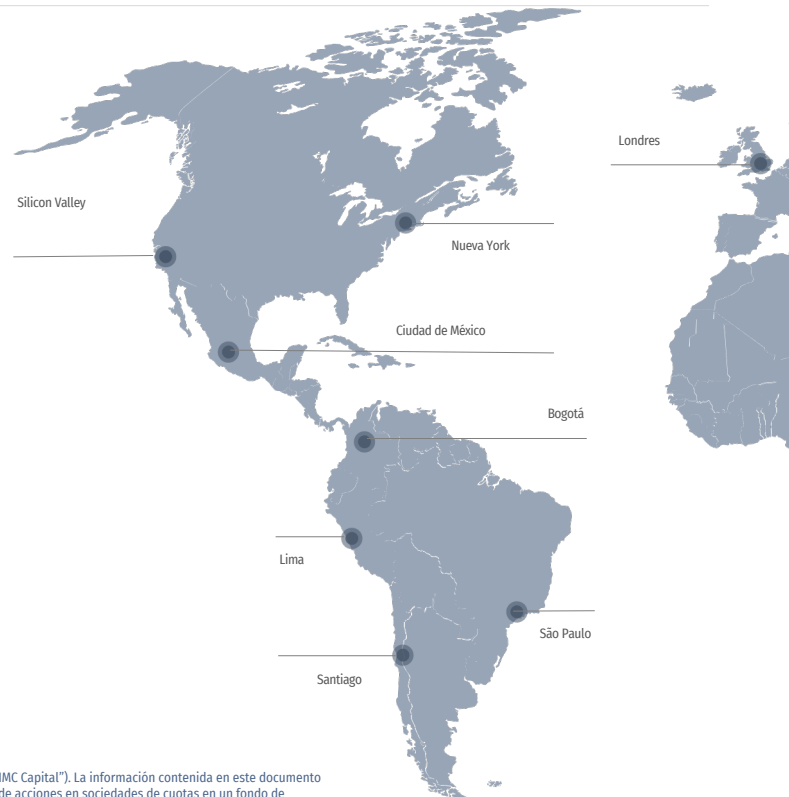 Londres
Silicon Valley
Nueva York
Ciudad de México
Bogotá
Lima
São Paulo
Santiago
IMC Capital”). La información contenida en este documento
de acciones en sociedades de cuotas en un fondo de